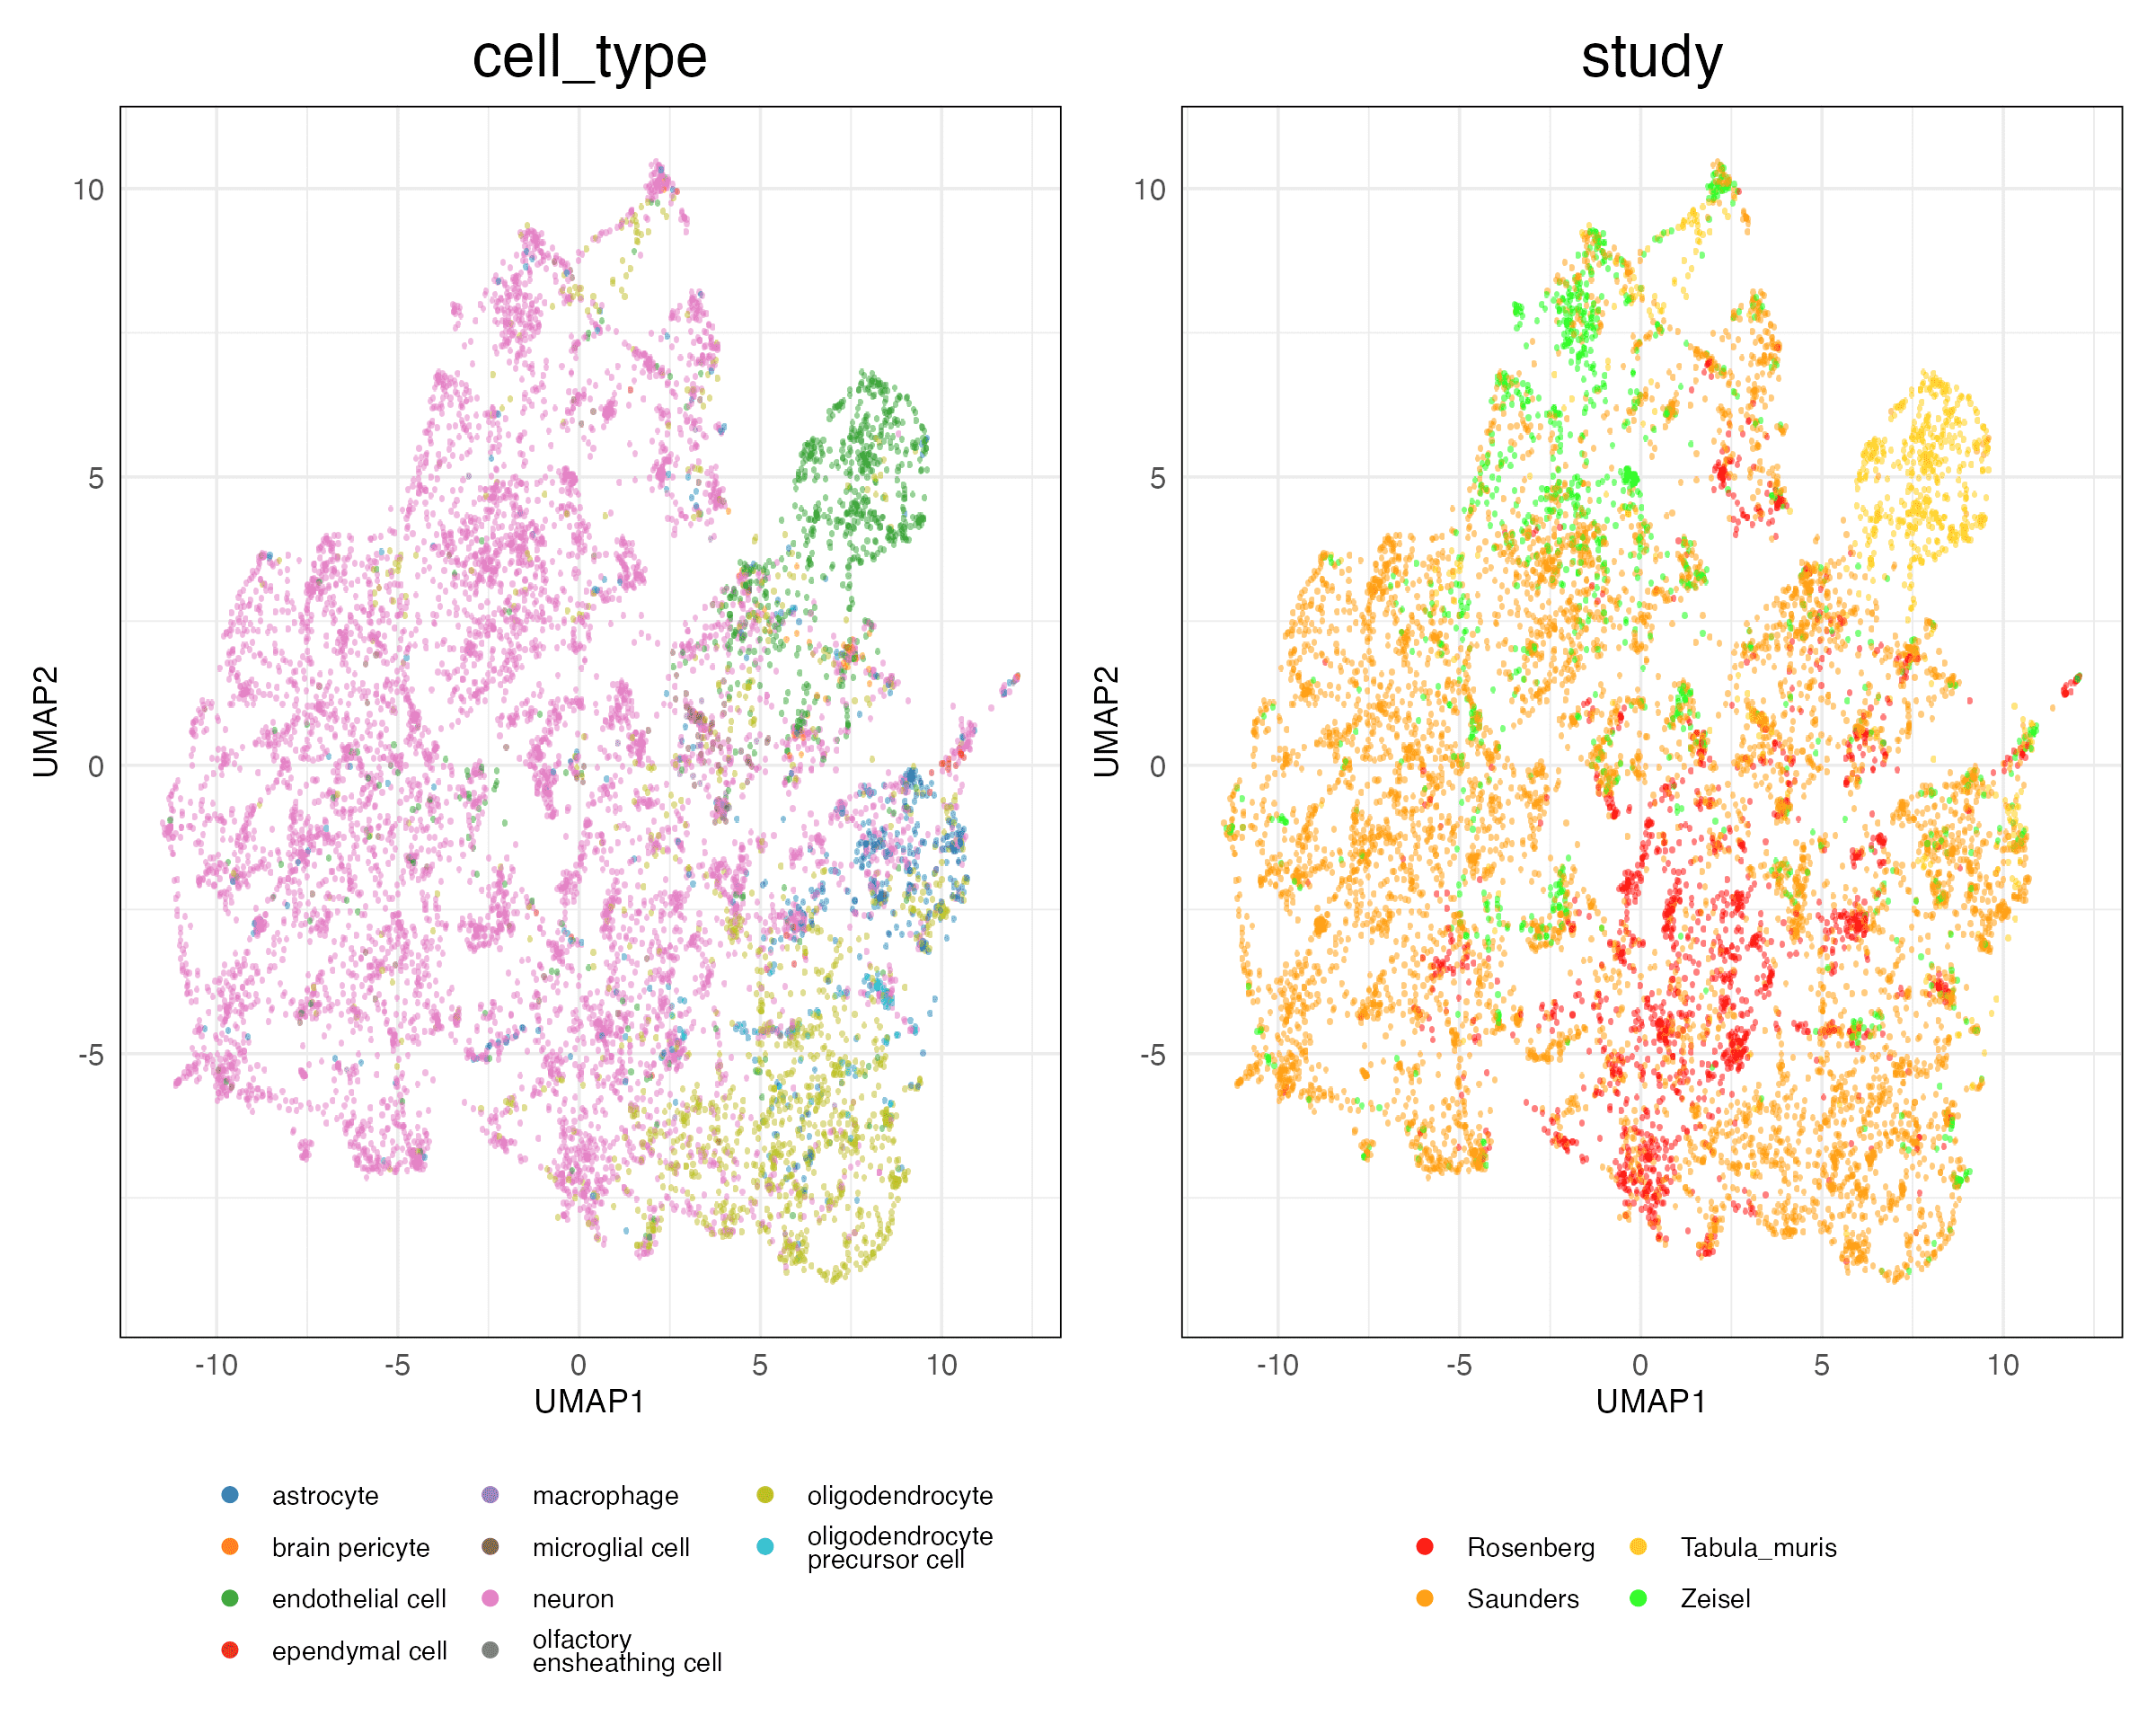 cell_type
study
10
5
0
-5
UMAP2
-10
-5
0
5
10
UMAP1
10
5
0
-5
UMAP2
-10
-5
0
5
10
UMAP1
astrocyte
brain pericyte
endothelial cell
ependymal cell
macrophage
microglial cell
neuron
olfactory
ensheathing cell
oligodendrocyte
oligodendrocyte
precursor cell
Rosenberg
Saunders
Tabula_muris
Zeisel